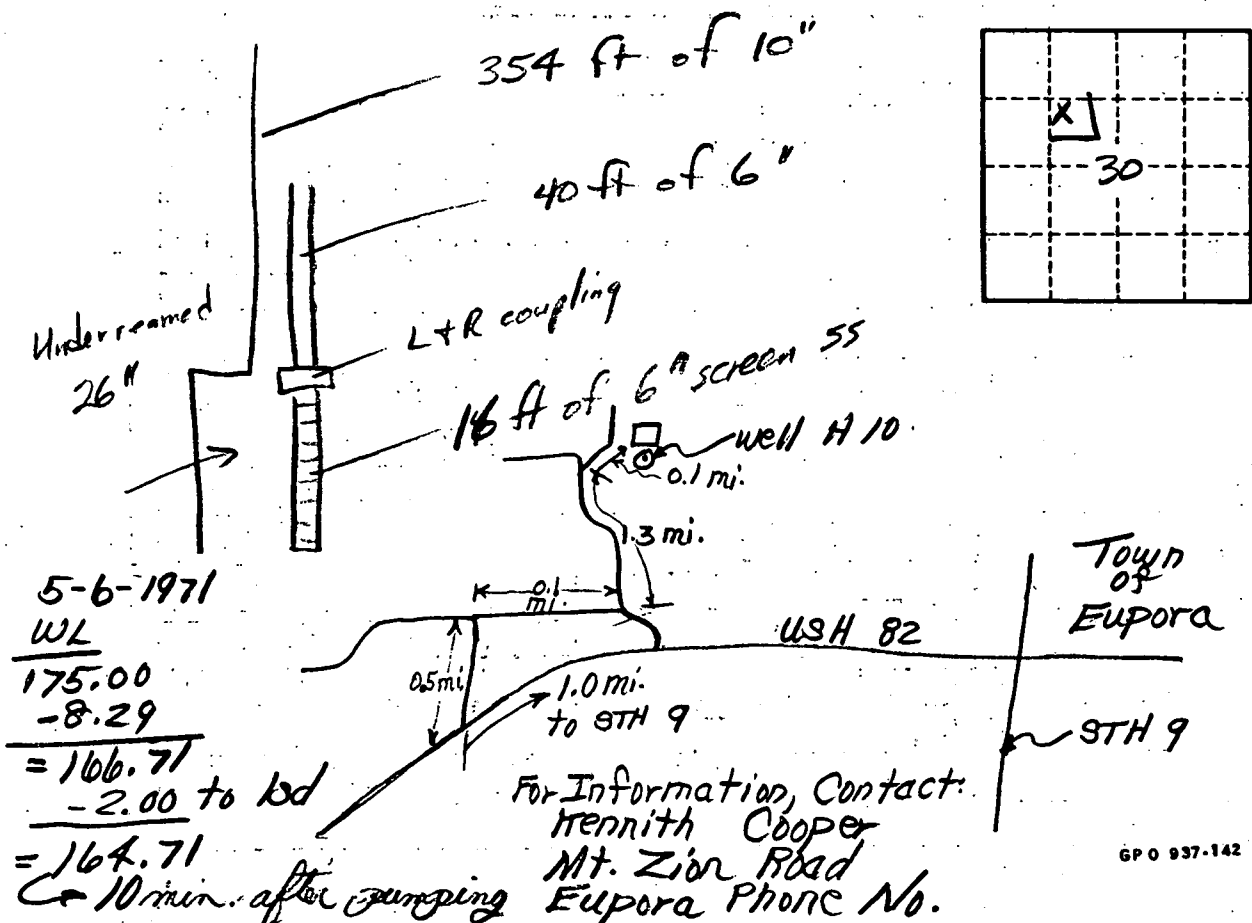 354 ft of 10"
40 ft of 6"
Underreamed
26"
L & R coupling
16 ft of 6" screen SS
X
30
well H 10
0.1 mi.
1.3 mi.
0.1
mi.
0.5 mi.
1.0 mi.
to STH 9
USH 82
Town
of
Eupora
STH 9
5-6-1971
WL
175.00
-8.29
= 166.71
-2.00 to lsd
= 164.71
10 min. after pumping
For Information, Contact:
Kennith Cooper
Mt. Zion Road
Eupora Phone No.
GPO 937-142